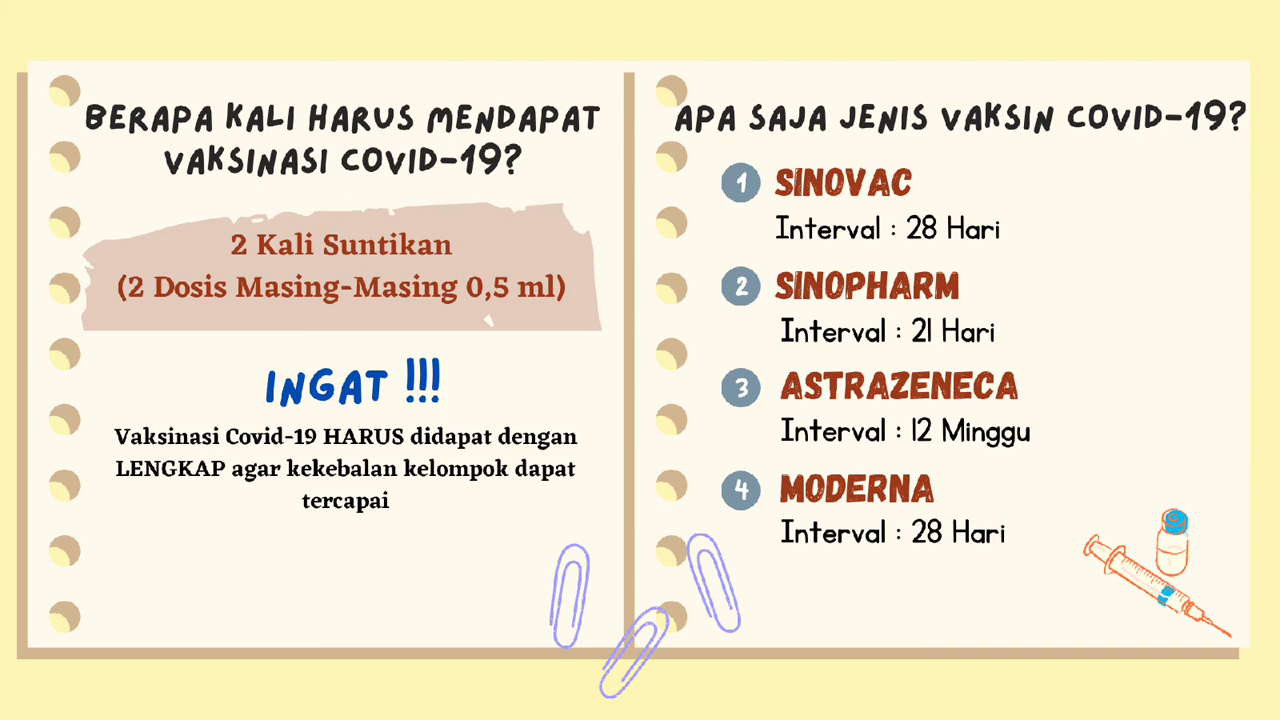 BERAPA KALI HARUS MENDAPAT
VAKSINASI COVID-19?
2 Kali Suntikan
(2 Dosis Masing-Masing 0,5 ml)
INGAT !!!
Vaksinasi Covid-19 HARUS didapat dengan
LENGKAP agar kekebalan kelompok dapat
tercapai
APA SAJA JENIS VAKSIN COVID-19?
1 SINOVAC
Interval : 28 Hari
2 SINOPHARM
Interval : 21 Hari
3 ASTRAZENECA
Interval : 12 Minggu
4 MODERNA
Interval : 28 Hari